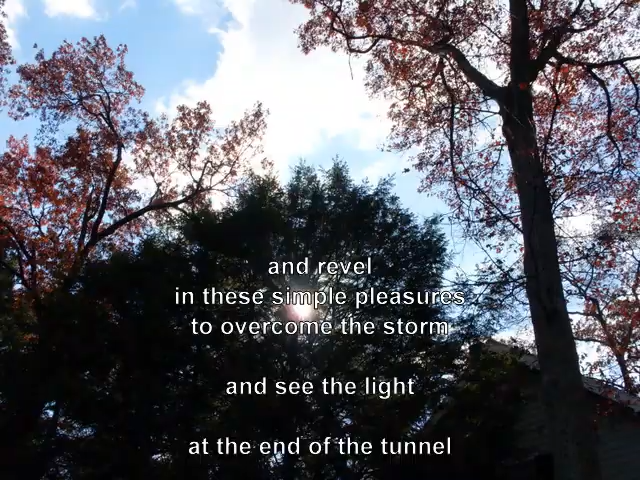 and revel
in these simple pleasures
to overcome the storm
and see the light
at the end of the tunnel